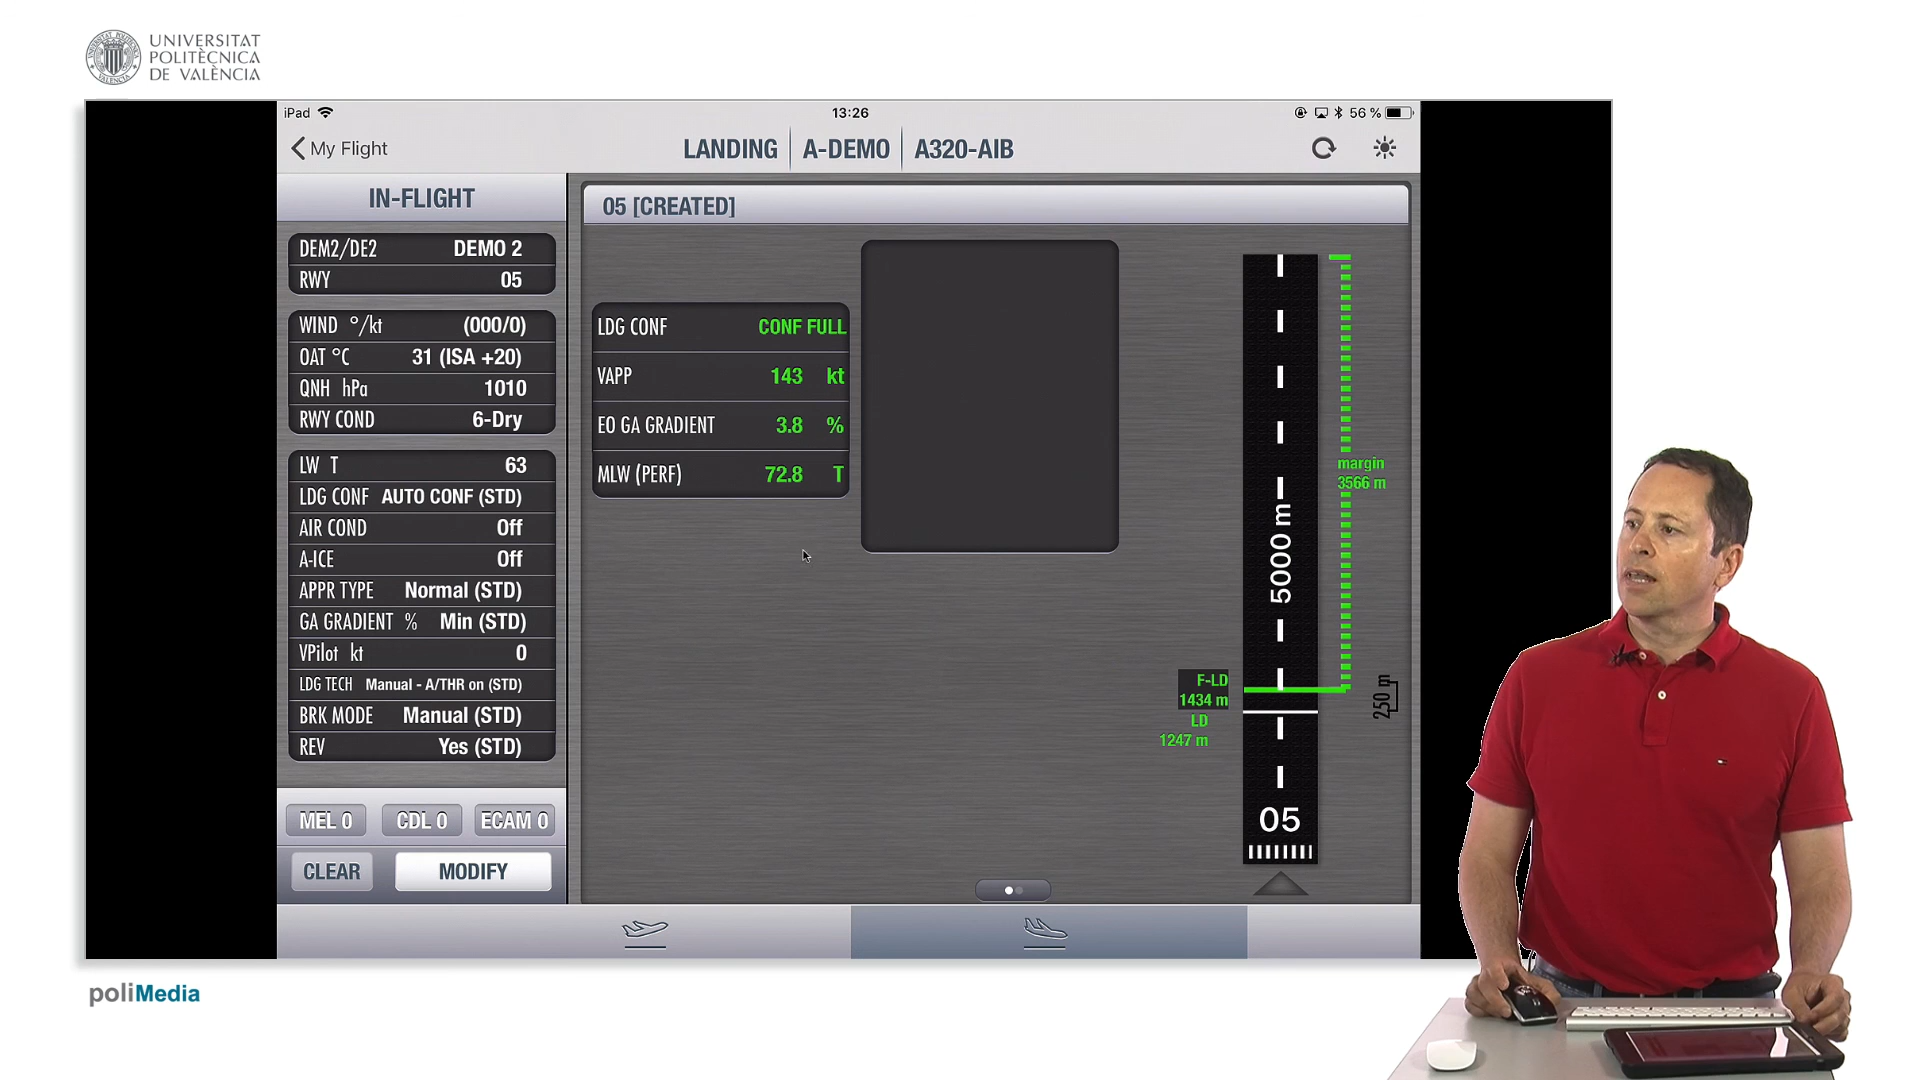 UNIVERSITAT
POLITÈCNICA
DE VALÈNCIA
iPad
13:26
56 %
My Flight
LANDING
A-DEMO
A320-AIB
IN-FLIGHT
DEM2/DE2 DEMO 2
RWY 05
WIND °/kt (000/0)
OAT °C 31 (ISA +20)
QNH hPa 1010
RWY COND 6-Dry
LW T 63
LDG CONF AUTO CONF (STD)
AIR COND Off
A-ICE Off
APPR TYPE Normal (STD)
GA GRADIENT % Min (STD)
VPilot kt 0
LDG TECH Manual - A/THR on (STD)
BRK MODE Manual (STD)
REV Yes (STD)
MEL 0
CDL 0
ECAM 0
CLEAR
MODIFY
05 [CREATED]
LDG CONF CONF FULL
VAPP 143 kt
EO GA GRADIENT 3.8 %
MLW (PERF) 72.8 T
5000 m
margin
3566 m
F-LD
1434 m
LD
1247 m
250 m
05
poliMedia